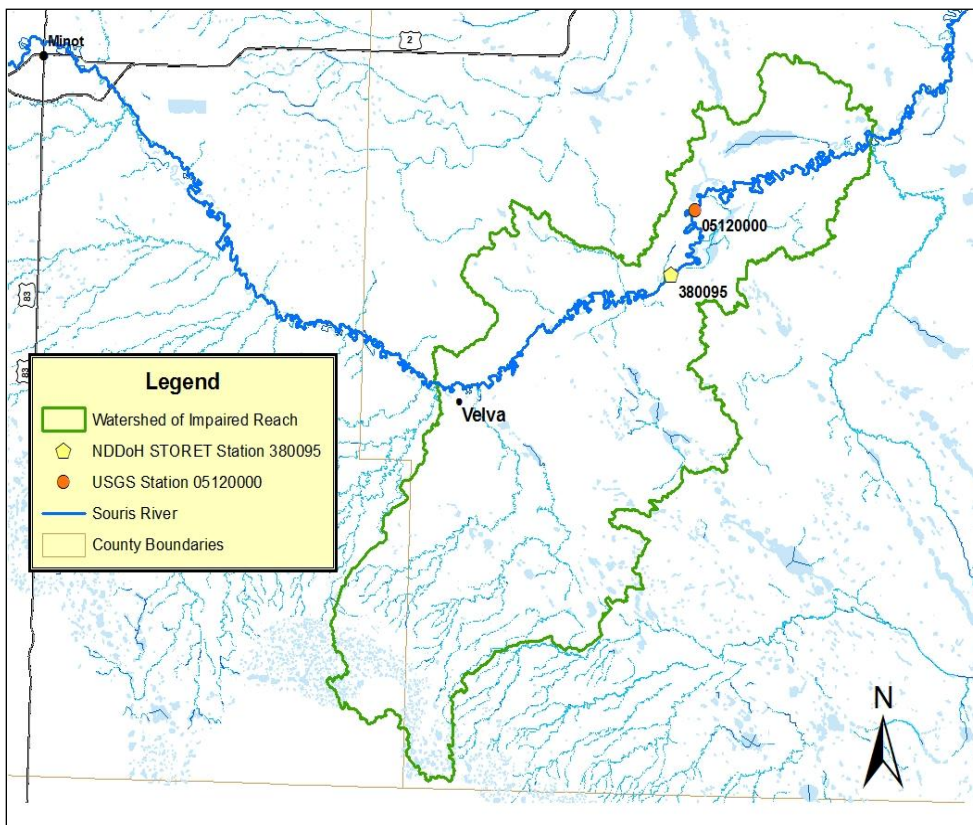 Minot
2
05120000
380095
83
83
Legend
Watershed of Impaired Reach
NDDoH STORET Station 380095
USGS Station 05120000
Souris River
County Boundaries
Velva
N